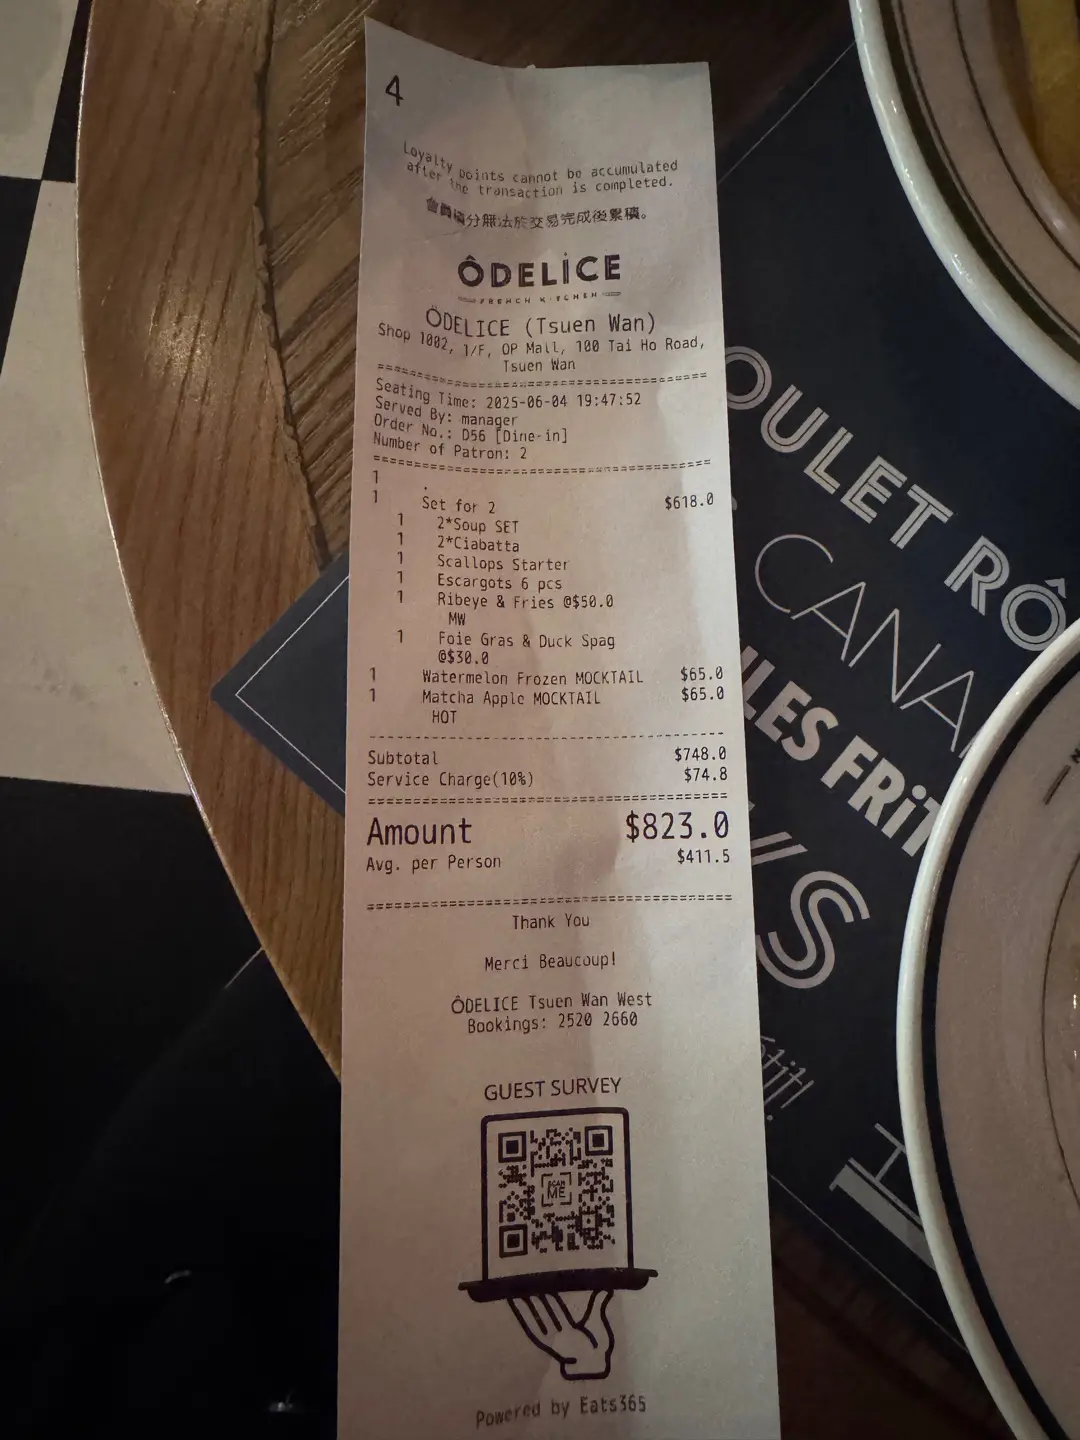 4
Loyalty points cannot be accumulated
after the transaction is completed.
會員積分無法於交易完成後累積。
ÔDELİCE
FRENCH KITCHEN
ÔDELICE (Tsuen Wan)
Shop 1002, 1/F, OP Mall, 100 Tai Ho Road,
Tsuen Wan
Seating Time: 2025-06-04 19:47:52
Served By: manager
Order No.: D56 [Dine-in]
Number of Patron: 2
1 .
1 Set for 2 $618.0
1 2*Soup SET
1 2*Ciabatta
1 Scallops Starter
1 Escargots 6 pcs
1 Ribeye & Fries @$50.0
MW
1 Foie Gras & Duck Spag
@$30.0
1 Watermelon Frozen MOCKTAIL $65.0
1 Matcha Apple MOCKTAIL $65.0
HOT
Subtotal $748.0
Service Charge(10%) $74.8
Amount $823.0
Avg. per Person $411.5
Thank You
Merci Beaucoup!
ÔDELICE Tsuen Wan West
Bookings: 2520 2660
GUEST SURVEY
SCAN
ME
Powered by Eats365
OULET RÔ
CANA
LES FRiT
S